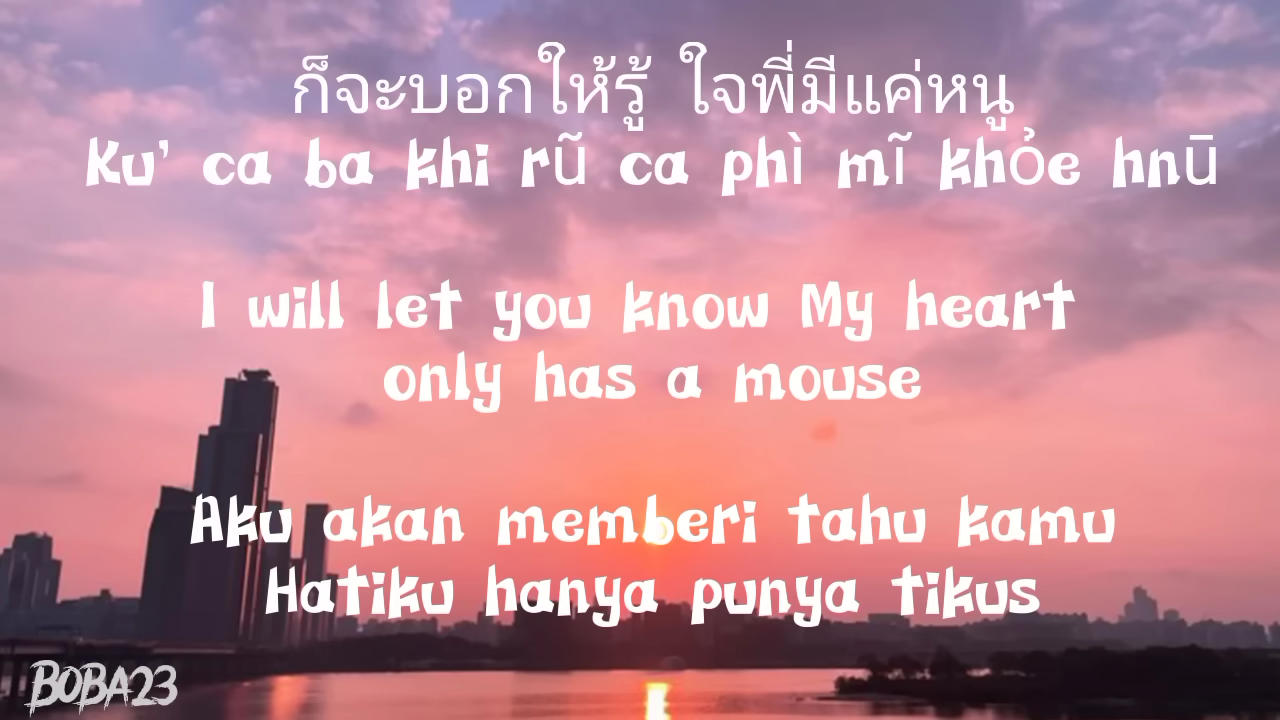 ก็จะบอกให้รู้ ใจพี่มีแค่หนู
Ku' ca ba khi rũ ca phì mĩ khỏe hnū
I will let you know My heart
only has a mouse
Aku akan memberi tahu kamu
Hatiku hanya punya tikus
BOBA23